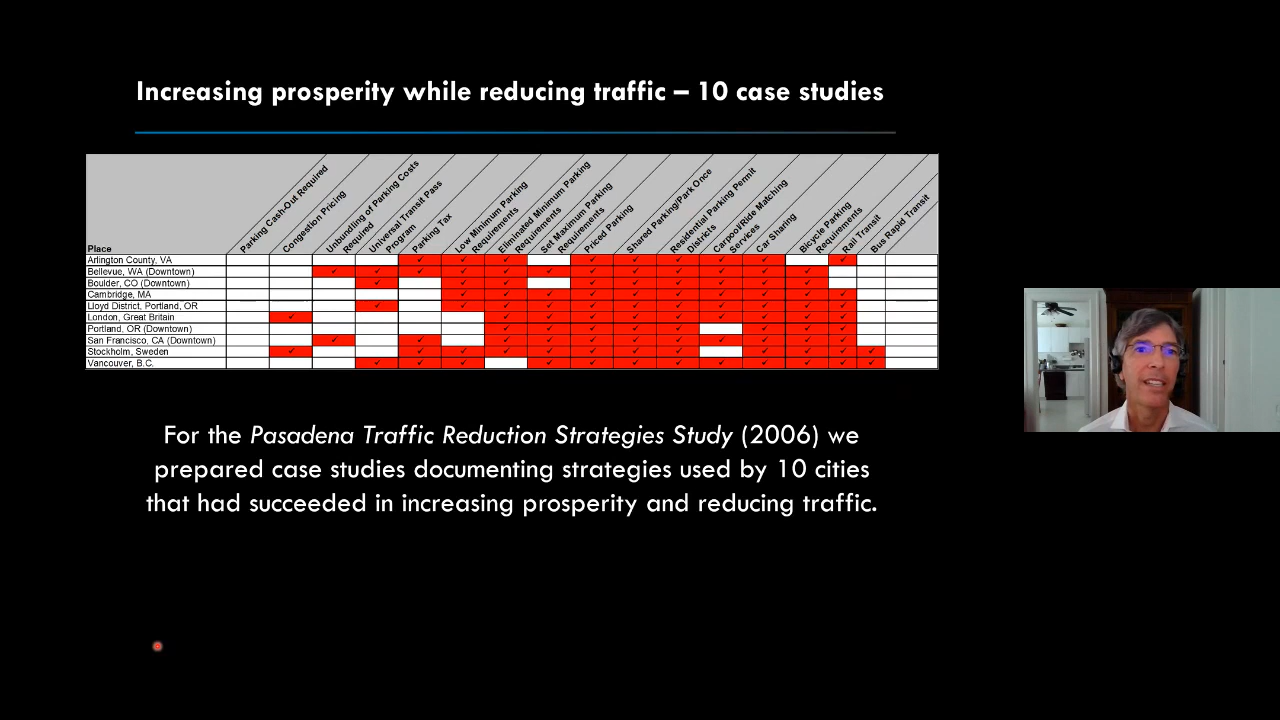 Increasing prosperity while reducing traffic – 10 case studies
Place
Parking Cash-Out Required
Congestion Pricing
Unbundling of Parking Costs
Required
Universal Transit Pass
Program
Parking Tax
Low Minimum Parking
Requirements
Eliminated Minimum Parking
Requirements
Set Maximum Parking
Requirements
Priced Parking
Shared Parking/Park Once
Residential Parking Permit
Districts
Carpool/Ride Matching
Services
Car Sharing
Bicycle Parking
Requirements
Rail Transit
Bus Rapid Transit
Arlington County, VA ✓ ✓ ✓ ✓ ✓ ✓ ✓ ✓ ✓
Bellevue, WA (Downtown) ✓ ✓ ✓ ✓ ✓ ✓ ✓ ✓ ✓ ✓ ✓ ✓
Boulder, CO (Downtown) ✓ ✓ ✓ ✓ ✓ ✓ ✓ ✓ ✓
Cambridge, MA ✓ ✓ ✓ ✓ ✓ ✓ ✓ ✓ ✓ ✓
Lloyd District, Portland, OR ✓ ✓ ✓ ✓ ✓ ✓ ✓ ✓ ✓ ✓ ✓
London, Great Britain ✓ ✓ ✓ ✓ ✓ ✓ ✓ ✓ ✓ ✓
Portland, OR (Downtown) ✓ ✓ ✓ ✓ ✓ ✓ ✓ ✓
San Francisco, CA (Downtown) ✓ ✓ ✓ ✓ ✓ ✓ ✓ ✓ ✓ ✓ ✓
Stockholm, Sweden ✓ ✓ ✓ ✓ ✓ ✓ ✓ ✓ ✓ ✓ ✓ ✓
Vancouver, B.C. ✓ ✓ ✓ ✓ ✓ ✓ ✓ ✓ ✓ ✓ ✓ ✓
For the Pasadena Traffic Reduction Strategies Study (2006) we
prepared case studies documenting strategies used by 10 cities
that had succeeded in increasing prosperity and reducing traffic.